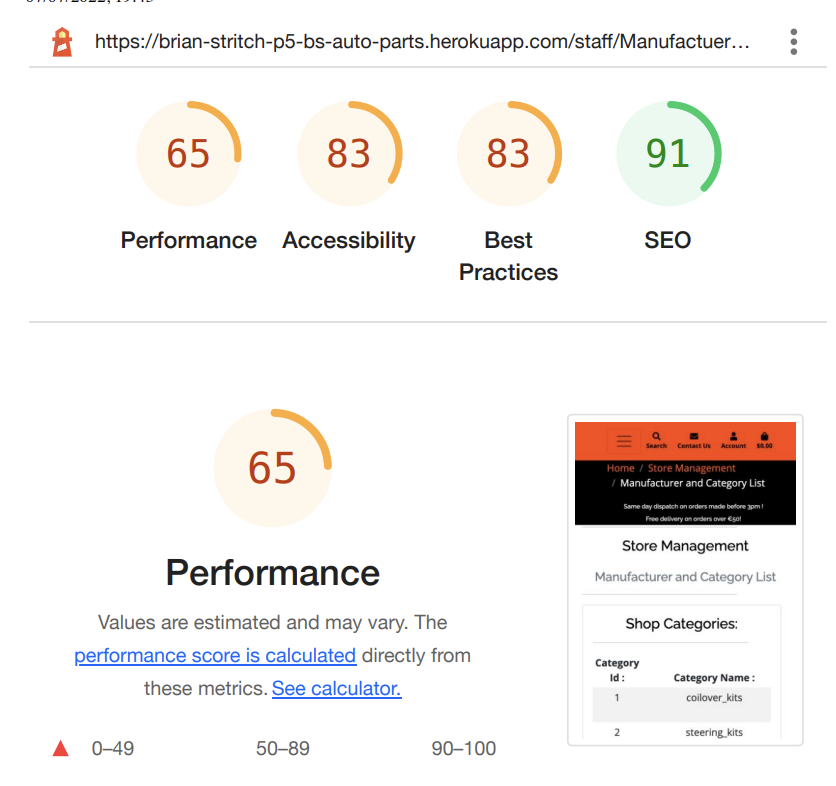 https://brian-stritch-p5-bs-auto-parts.herokuapp.com/staff/Manufactuer…
65
83
83
91
Performance
Accessibility
Best
Practices
SEO
65
Performance
Values are estimated and may vary. The
performance score is calculated directly from
these metrics. See calculator.
0–49
50–89
90–100
Search
Contact Us
Account
$0.00
Home / Store Management
/ Manufacturer and Category List
Same day dispatch on orders made before 3pm !
Free delivery on orders over €50!
Store Management
Manufacturer and Category List
Shop Categories:
Category
Id :
Category Name :
1
coilover_kits
2
steering_kits